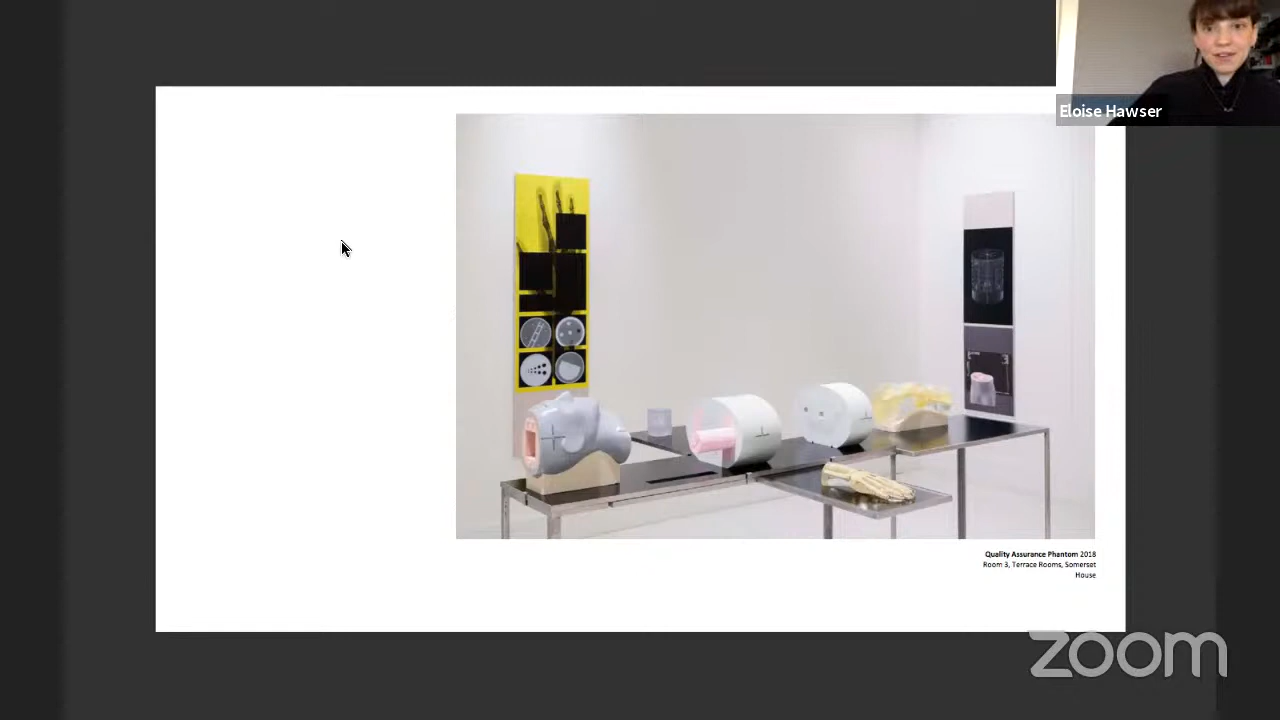 Eloise Hawser
Quality Assurance Phantom 2018
Room 3, Terrace Rooms, Somerset
House
zoom